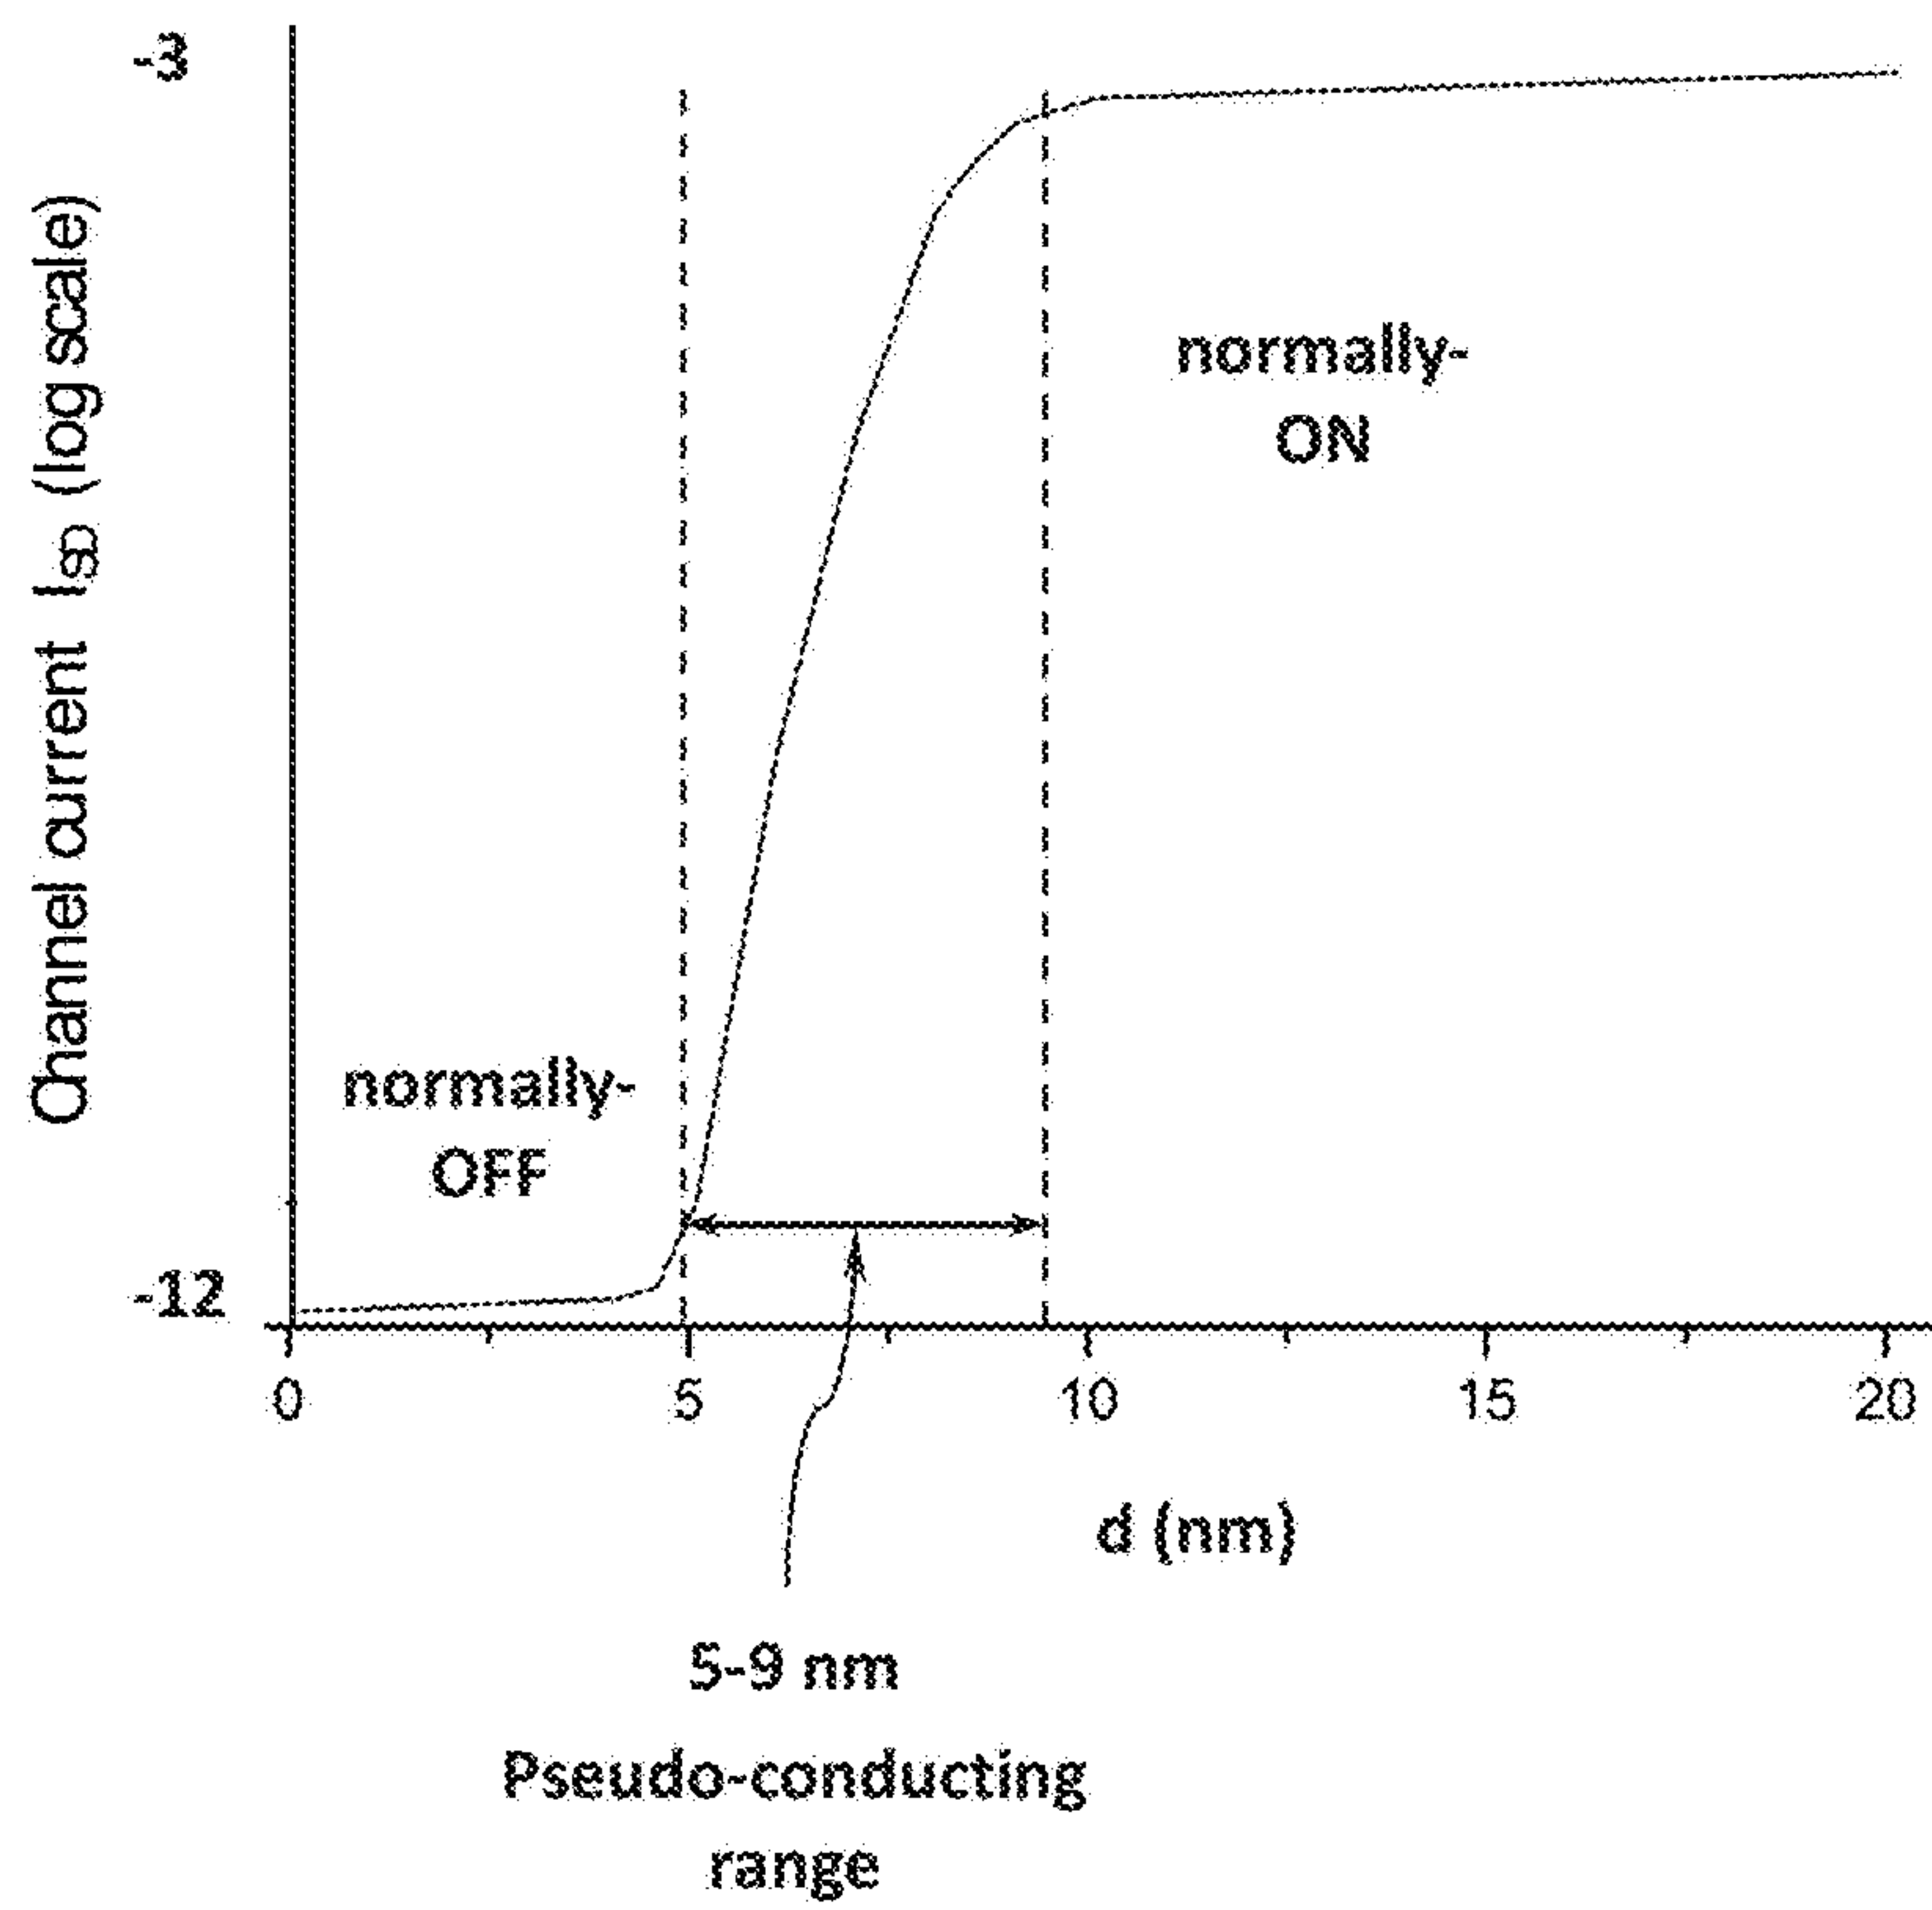 -3
Channel current I_SD (log scale)
normally-
ON
normally-
OFF
-12
0 5 10 15 20
d (nm)
5-9 nm
Pseudo-conducting
range